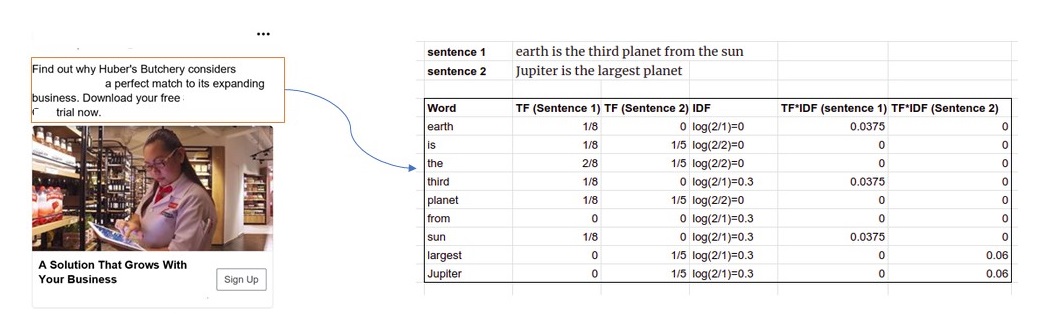 Find out why Huber's Butchery considers
a perfect match to its expanding
business. Download your free
trial now.
A Solution That Grows With
Your Business
Sign Up
sentence 1 earth is the third planet from the sun
sentence 2 Jupiter is the largest planet
Word TF (Sentence 1) TF (Sentence 2) IDF TF*IDF (sentence 1) TF*IDF (Sentence 2)
earth 1/8 0 log(2/1)=0 0.0375 0
is 1/8 1/5 log(2/2)=0 0 0
the 2/8 1/5 log(2/2)=0 0 0
third 1/8 0 log(2/1)=0.3 0.0375 0
planet 1/8 1/5 log(2/2)=0 0 0
from 0 0 log(2/1)=0.3 0 0
sun 1/8 0 log(2/1)=0.3 0.0375 0
largest 0 1/5 log(2/1)=0.3 0 0.06
Jupiter 0 1/5 log(2/1)=0.3 0 0.06